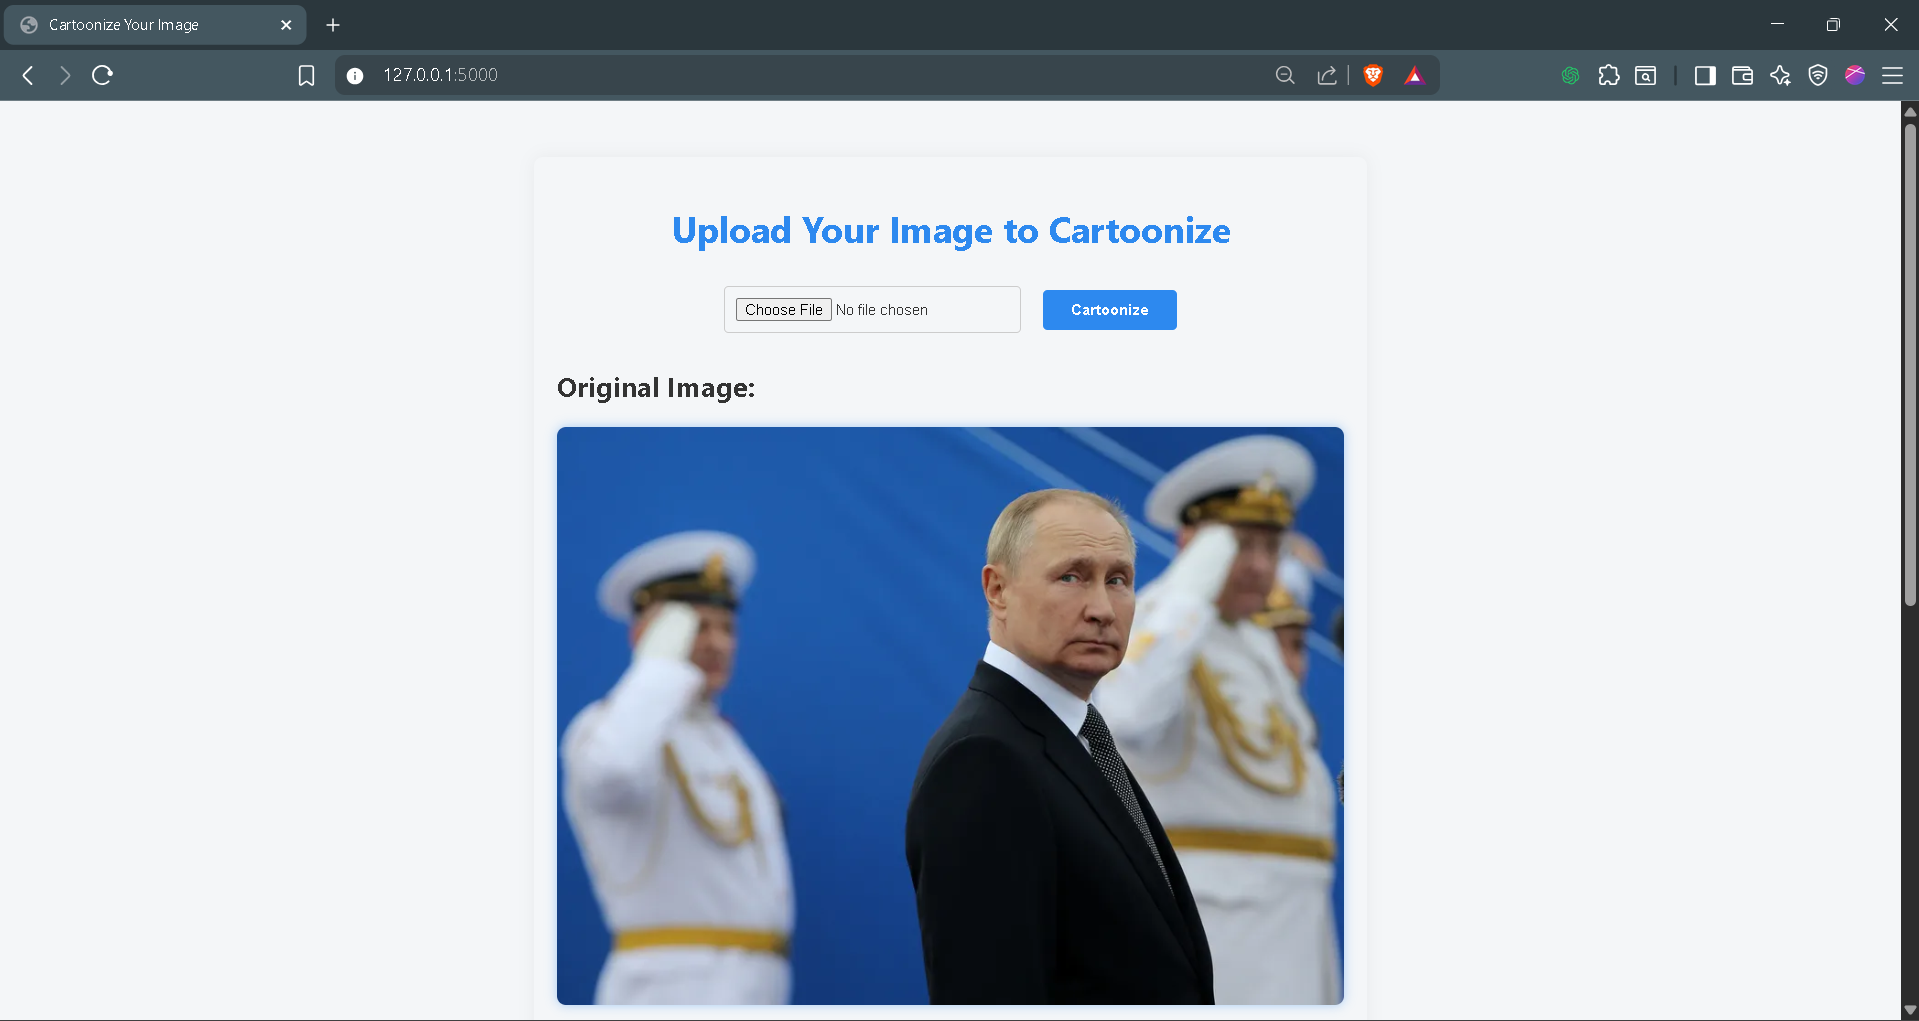 Cartoonize Your Image
127.0.0.1:5000
Upload Your Image to Cartoonize
Choose File No file chosen
Cartoonize
Original Image: